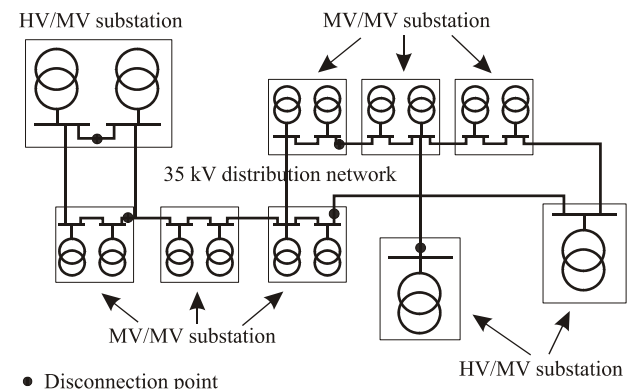 HV/MV substation
MV/MV substation
35 kV distribution network
MV/MV substation
HV/MV substation
Disconnection point